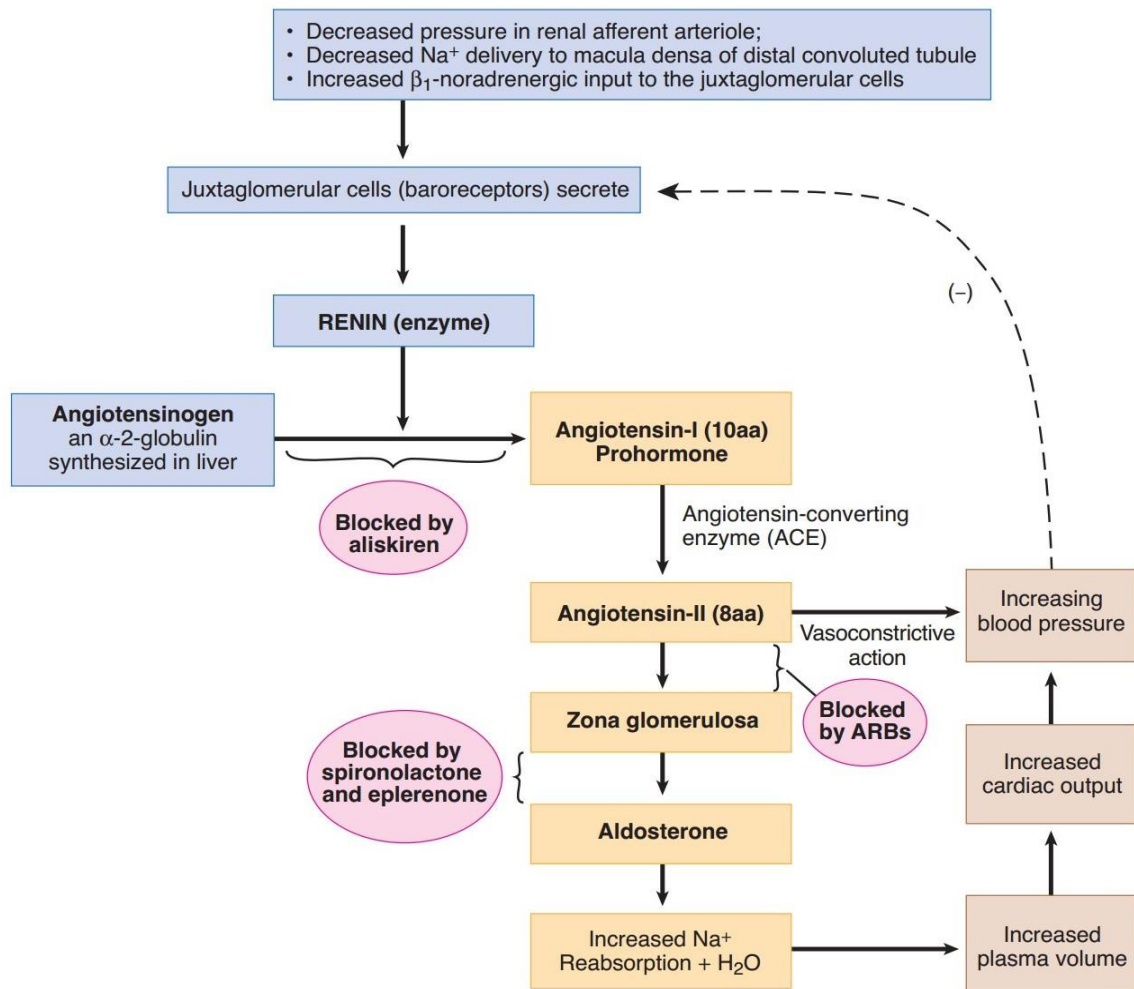 • Decreased pressure in renal afferent arteriole;
• Decreased Na⁺ delivery to macula densa of distal convoluted tubule
• Increased β₁-noradrenergic input to the juxtaglomerular cells
Juxtaglomerular cells (baroreceptors) secrete
(–)
RENIN (enzyme)
Angiotensinogen
an α-2-globulin
synthesized in liver
Angiotensin-I (10aa)
Prohormone
Blocked by
aliskiren
Angiotensin-converting
enzyme (ACE)
Angiotensin-II (8aa)
Vasoconstrictive
action
Increasing
blood pressure
Zona glomerulosa
Blocked
by ARBs
Blocked by
spironolactone
and eplerenone
Increased
cardiac output
Aldosterone
Increased Na⁺
Reabsorption + H₂O
Increased
plasma volume